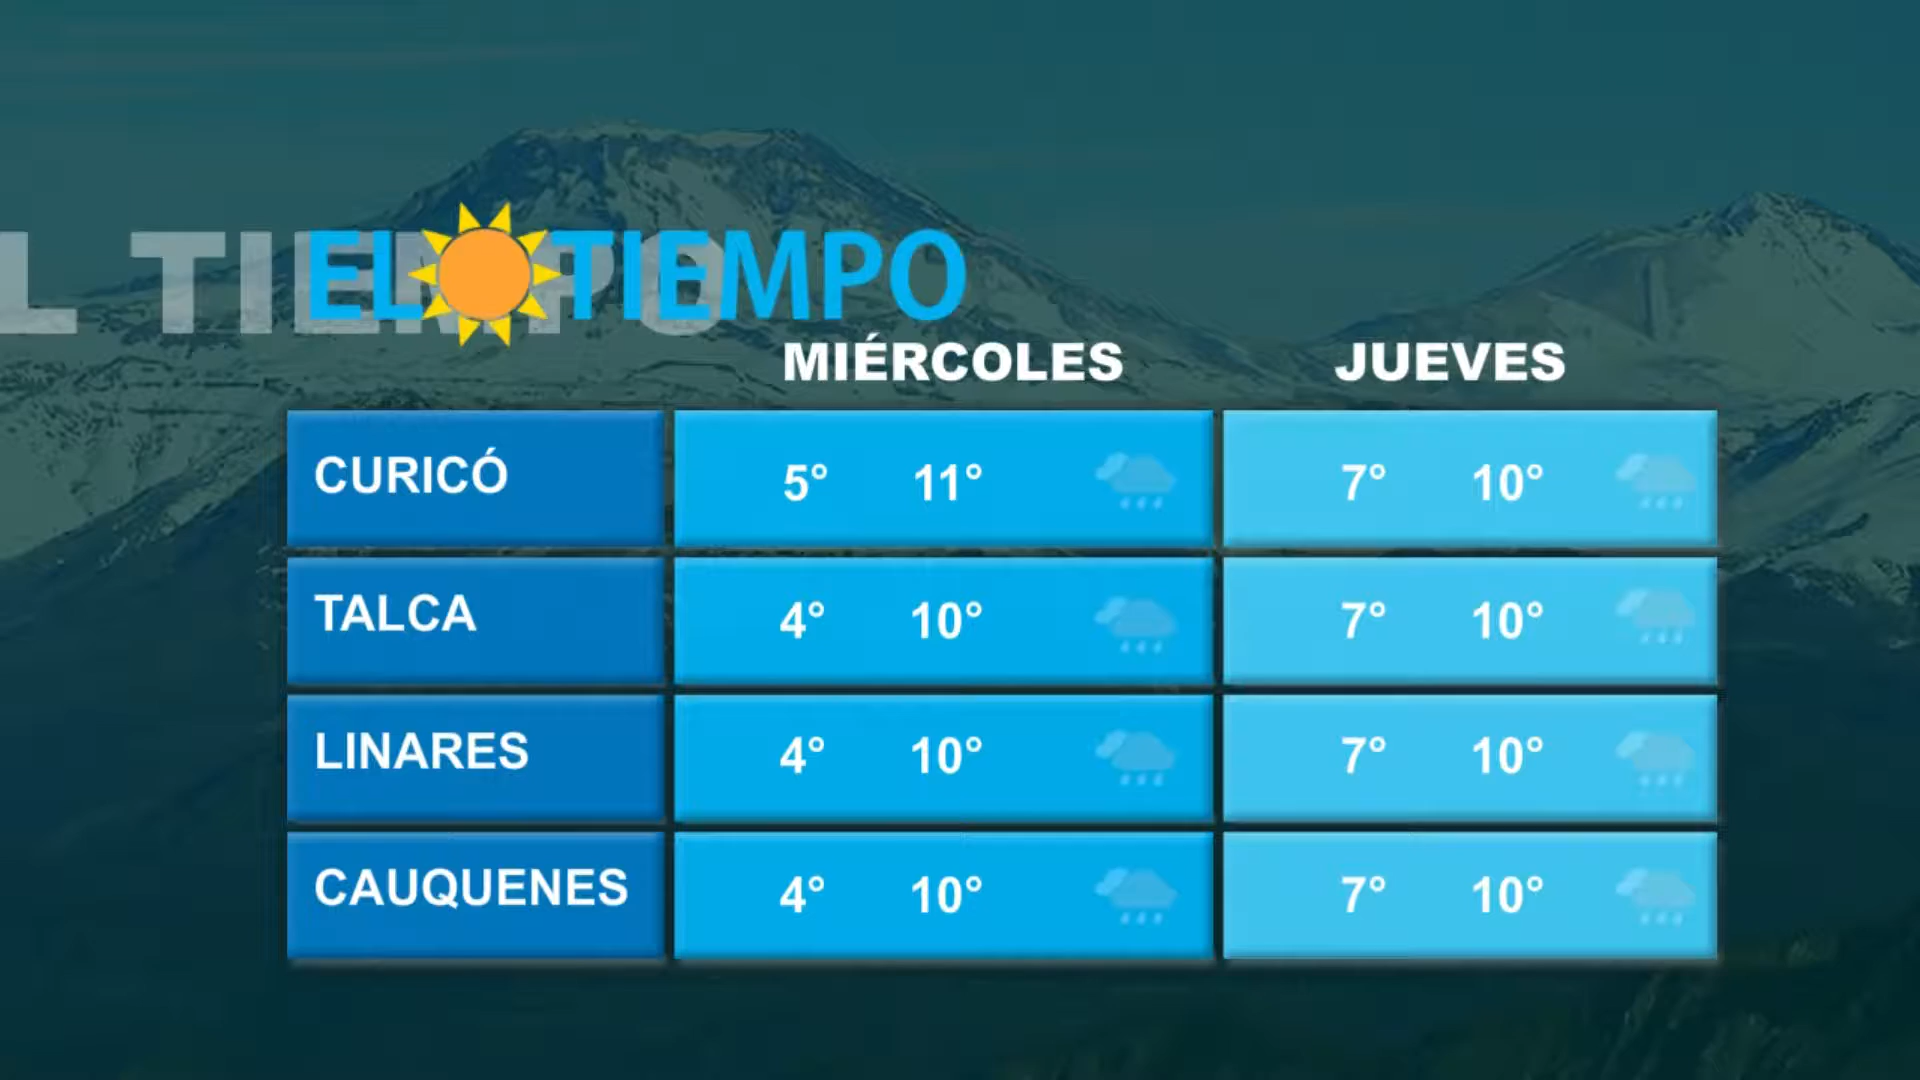 L TIEMPO
EL TIEMPO
MIÉRCOLES JUEVES
CURICÓ 5° 11° 7° 10°
TALCA 4° 10° 7° 10°
LINARES 4° 10° 7° 10°
CAUQUENES 4° 10° 7° 10°